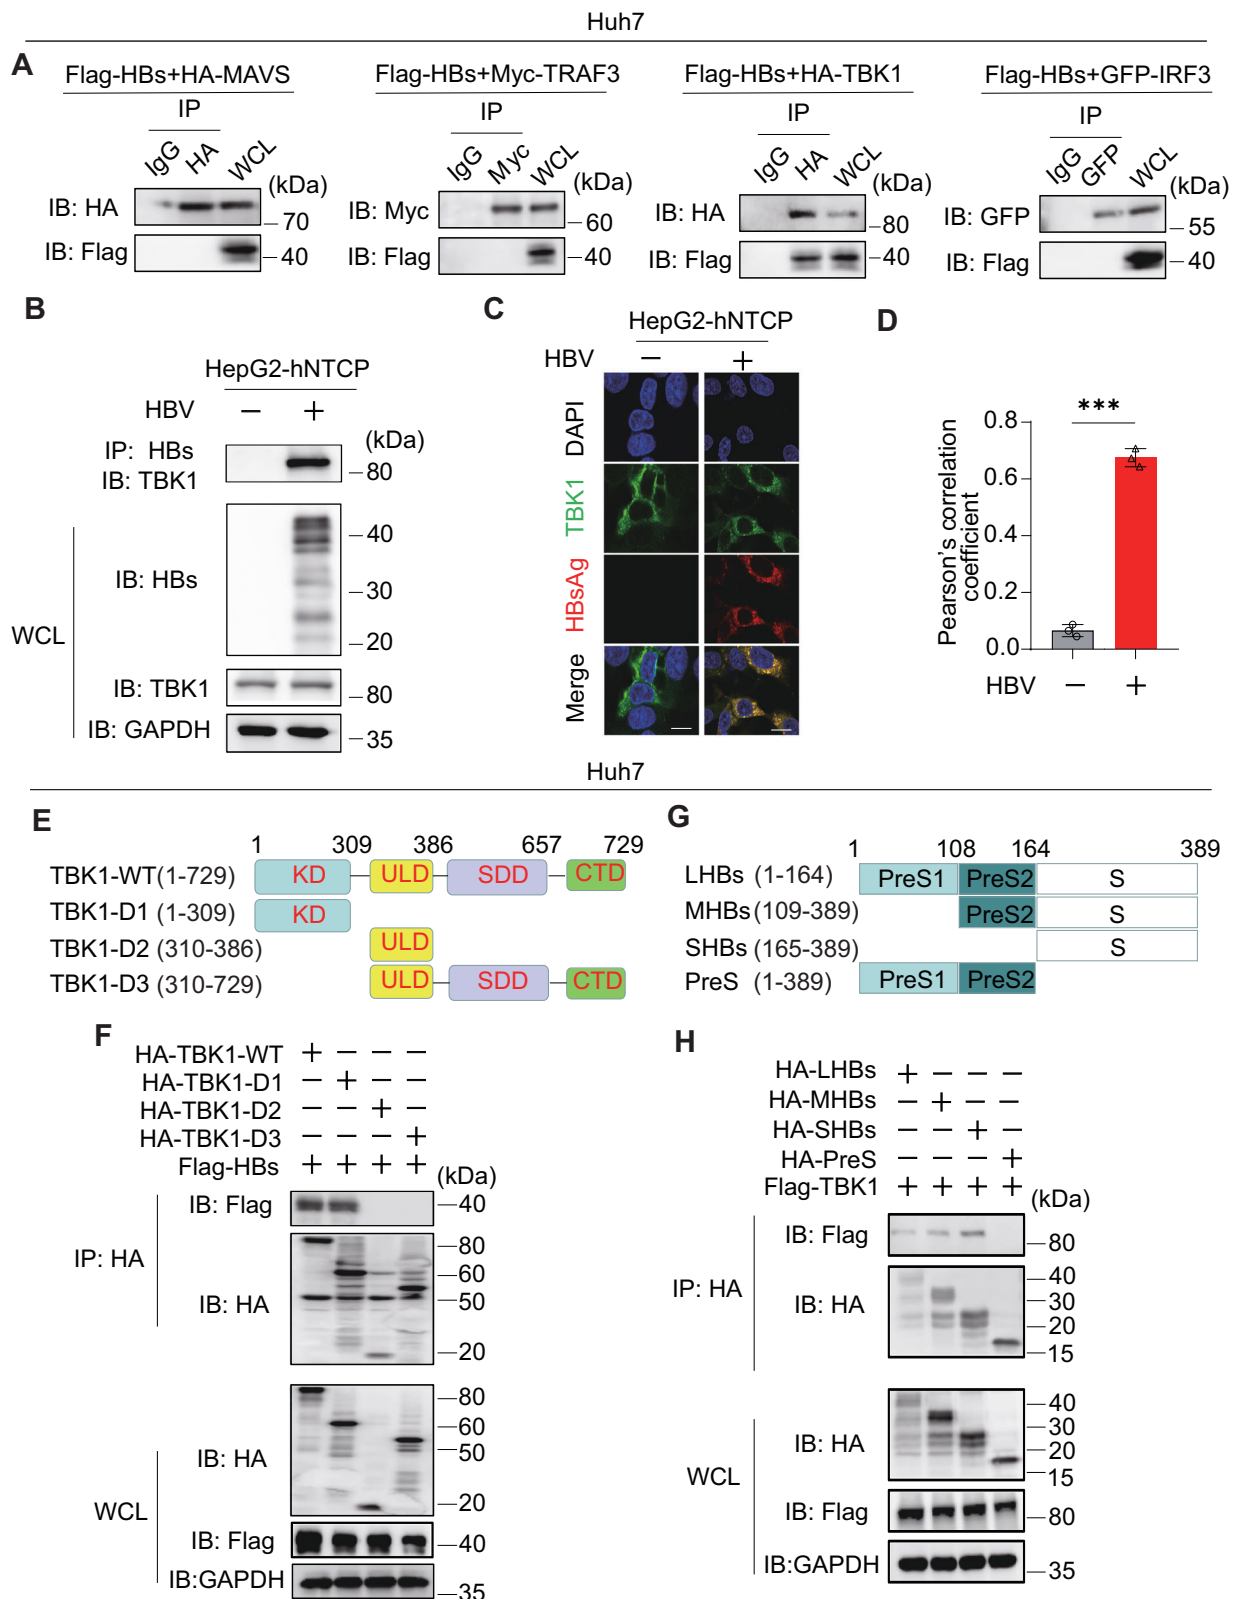 Huh7
A
Flag-HBs+HA-MAVS
IP
IgG HA WCL
(kDa)
IB: HA
70
IB: Flag
40
Flag-HBs+Myc-TRAF3
IP
IgG Myc WCL
(kDa)
IB: Myc
60
IB: Flag
40
Flag-HBs+HA-TBK1
IP
IgG HA WCL
(kDa)
IB: HA
80
IB: Flag
40
Flag-HBs+GFP-IRF3
IP
IgG GFP WCL
(kDa)
IB: GFP
55
IB: Flag
40
B
HepG2-hNTCP
HBV − +
(kDa)
IP: HBs
IB: TBK1
80
WCL
IB: HBs
40
30
20
IB: TBK1
80
IB: GAPDH
35
C
HepG2-hNTCP
HBV − +
DAPI
TBK1
HBsAg
Merge
D
***
Pearson's correlation
coefficient
0.8
0.6
0.4
0.2
0.0
HBV − +
Huh7
E
1 309 386 657 729
TBK1-WT(1-729) KD ULD SDD CTD
TBK1-D1 (1-309) KD
TBK1-D2 (310-386) ULD
TBK1-D3 (310-729) ULD SDD CTD
G
1 108 164 389
LHBs (1-164) PreS1 PreS2 S
MHBs (109-389) PreS2 S
SHBs (165-389) S
PreS (1-389) PreS1 PreS2
F
HA-TBK1-WT + − − −
HA-TBK1-D1 − + − −
HA-TBK1-D2 − − + −
HA-TBK1-D3 − − − +
Flag-HBs + + + +
(kDa)
IP: HA
IB: Flag
40
IB: HA
80
60
50
20
WCL
IB: HA
80
60
50
20
IB: Flag
40
IB:GAPDH
35
H
HA-LHBs + − − −
HA-MHBs − + − −
HA-SHBs − − + −
HA-PreS − − − +
Flag-TBK1 + + + +
(kDa)
IP: HA
IB: Flag
80
IB: HA
40
30
20
15
WCL
IB: HA
40
30
20
15
IB: Flag
80
IB:GAPDH
35